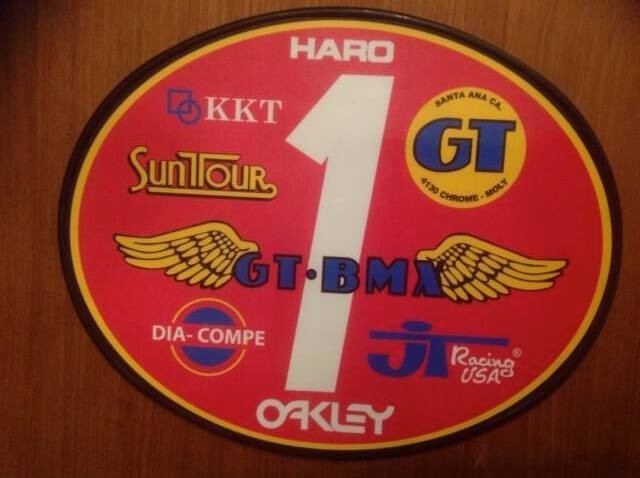 HARO
KKT
SANTA ANA CA.
GT
4130 CHROME-MOLY
SUNTOUR
1
GT·BMX
DIA-COMPE
JT Racing®
USA
OAKLEY